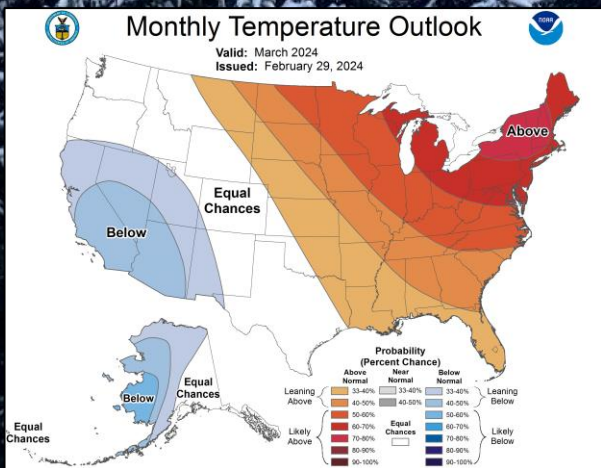 Monthly Temperature Outlook
Valid: March 2024
Issued: February 29, 2024
NOAA
Above
Equal
Chances
Below
Below
Equal
Chances
Equal
Chances
Probability
(Percent Chance)
Above
Normal
Near
Normal
Below
Normal
Leaning
Above
33-40%
33-40%
33-40%
Leaning
Below
40-50%
40-50%
40-50%
Likely
Above
50-60%
Equal
Chances
50-60%
Likely
Below
60-70%
60-70%
70-80%
70-80%
80-90%
80-90%
90-100%
90-100%